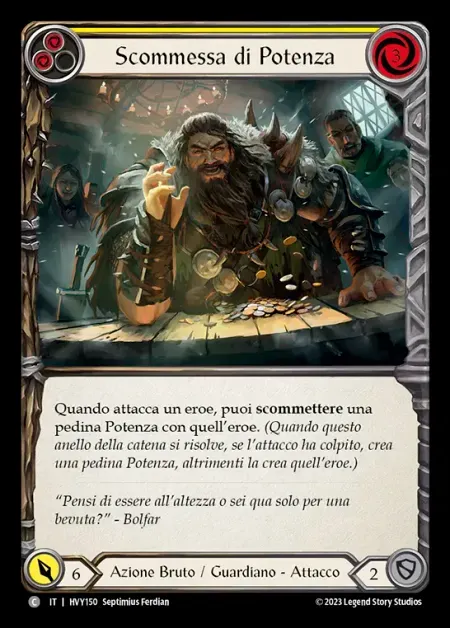 Scommessa di Potenza
3
Quando attacca un eroe, puoi scommettere una
pedina Potenza con quell'eroe. (Quando questo
anello della catena si risolve, se l'attacco ha colpito, crea
una pedina Potenza, altrimenti la crea quell'eroe.)
"Pensi di essere all'altezza o sei qua solo per una
bevuta?" - Bolfar
6
Azione Bruto / Guardiano - Attacco
2
C IT | HVY150 Septimius Ferdian
© 2023 Legend Story Studios